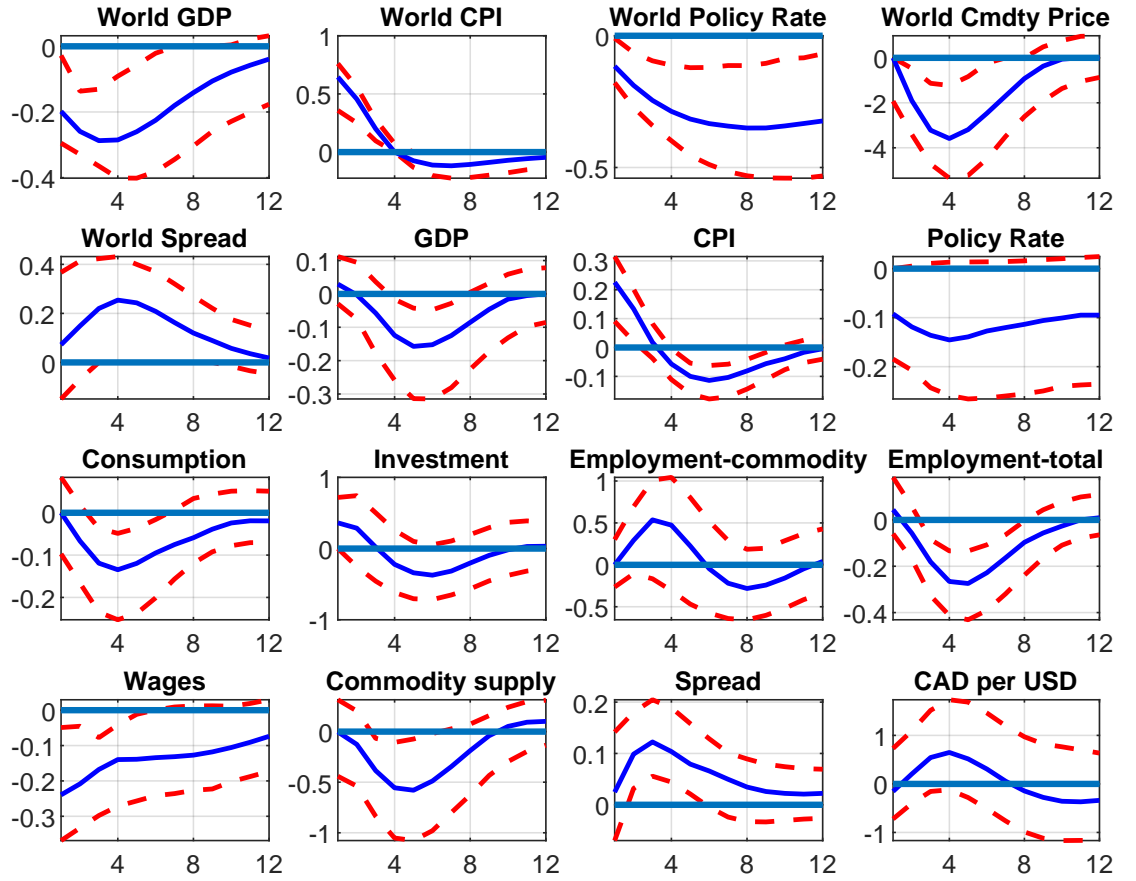 World GDP
0
-0.2
-0.4
4 8 12
World CPI
1
0.5
0
4 8 12
World Policy Rate
0
-0.5
4 8 12
World Cmdty Price
0
-2
-4
4 8 12
World Spread
0.4
0.2
0
4 8 12
GDP
0.1
0
-0.1
-0.2
-0.3
4 8 12
CPI
0.3
0.2
0.1
0
-0.1
4 8 12
Policy Rate
0
-0.1
-0.2
4 8 12
Consumption
0
-0.1
-0.2
4 8 12
Investment
1
0
-1
4 8 12
Employment-commodity
1
0.5
0
-0.5
4 8 12
Employment-total
0
-0.2
-0.4
4 8 12
Wages
0
-0.1
-0.2
-0.3
4 8 12
Commodity supply
0
-0.5
-1
4 8 12
Spread
0.2
0.1
0
4 8 12
CAD per USD
1
0
-1
4 8 12